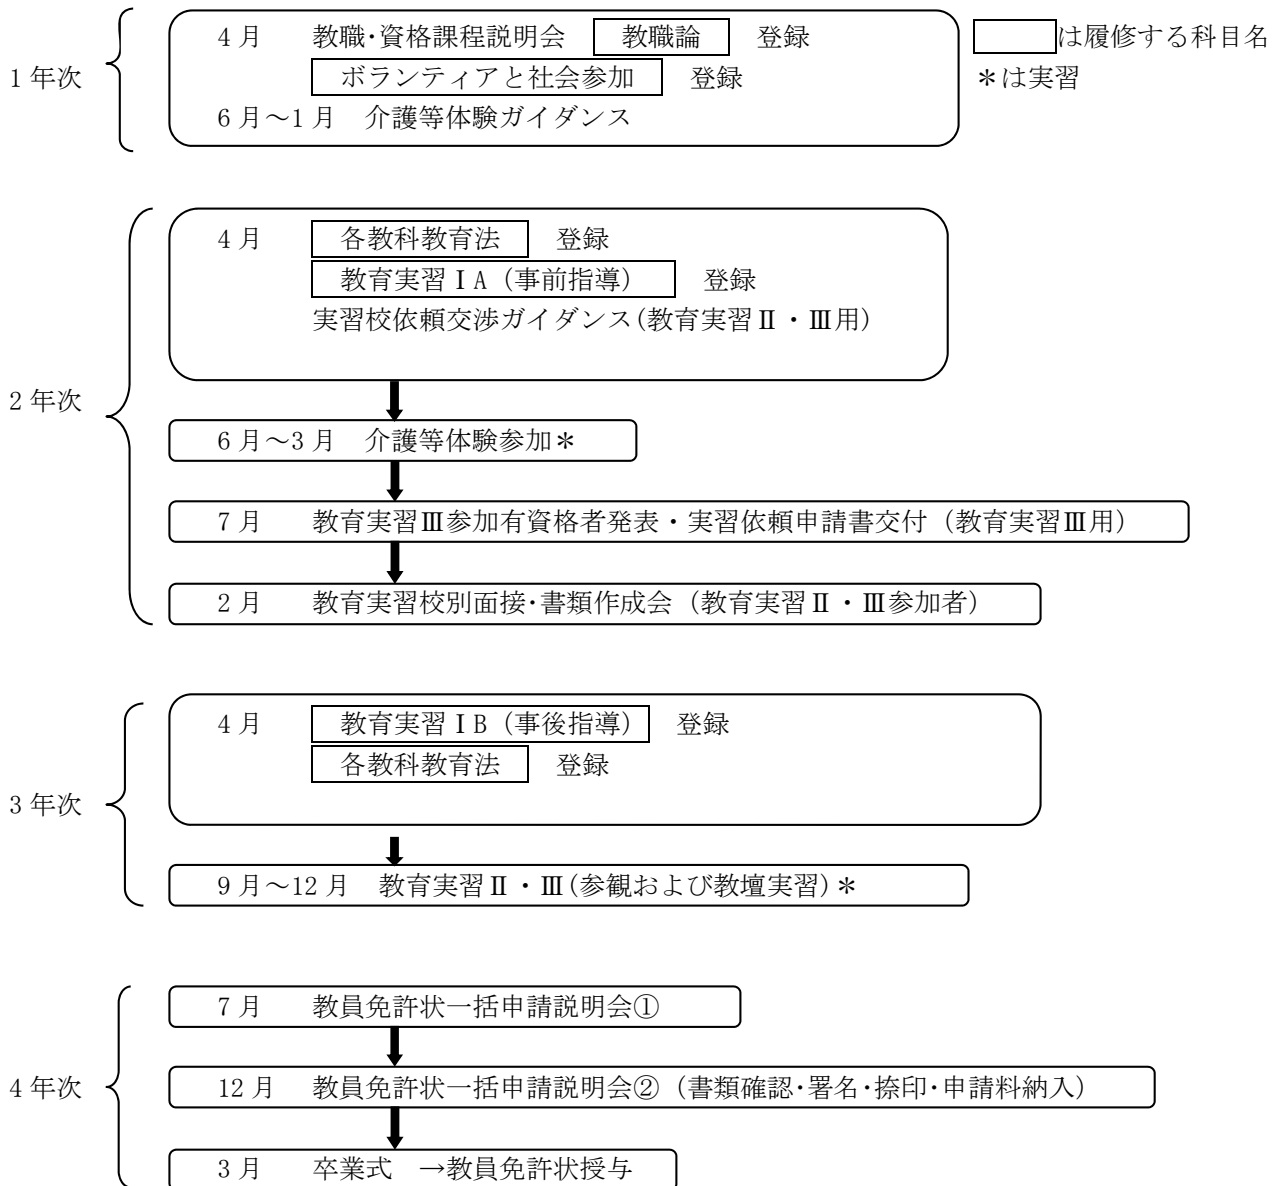 1年次
4月 教職・資格課程説明会 教職論 登録
ボランティアと社会参加 登録
6月～1月 介護等体験ガイダンス
は履修する科目名
＊は実習
2年次
4月 各教科教育法 登録
教育実習ⅠA（事前指導） 登録
実習校依頼交渉ガイダンス(教育実習Ⅱ・Ⅲ用)
6月～3月 介護等体験参加＊
7月 教育実習Ⅲ参加有資格者発表・実習依頼申請書交付（教育実習Ⅲ用）
2月 教育実習校別面接・書類作成会（教育実習Ⅱ・Ⅲ参加者）
3年次
4月 教育実習ⅠB（事後指導） 登録
各教科教育法 登録
9月～12月 教育実習Ⅱ・Ⅲ(参観および教壇実習)＊
4年次
7月 教員免許状一括申請説明会①
12月 教員免許状一括申請説明会②（書類確認・署名・捺印・申請料納入）
3月 卒業式 →教員免許状授与